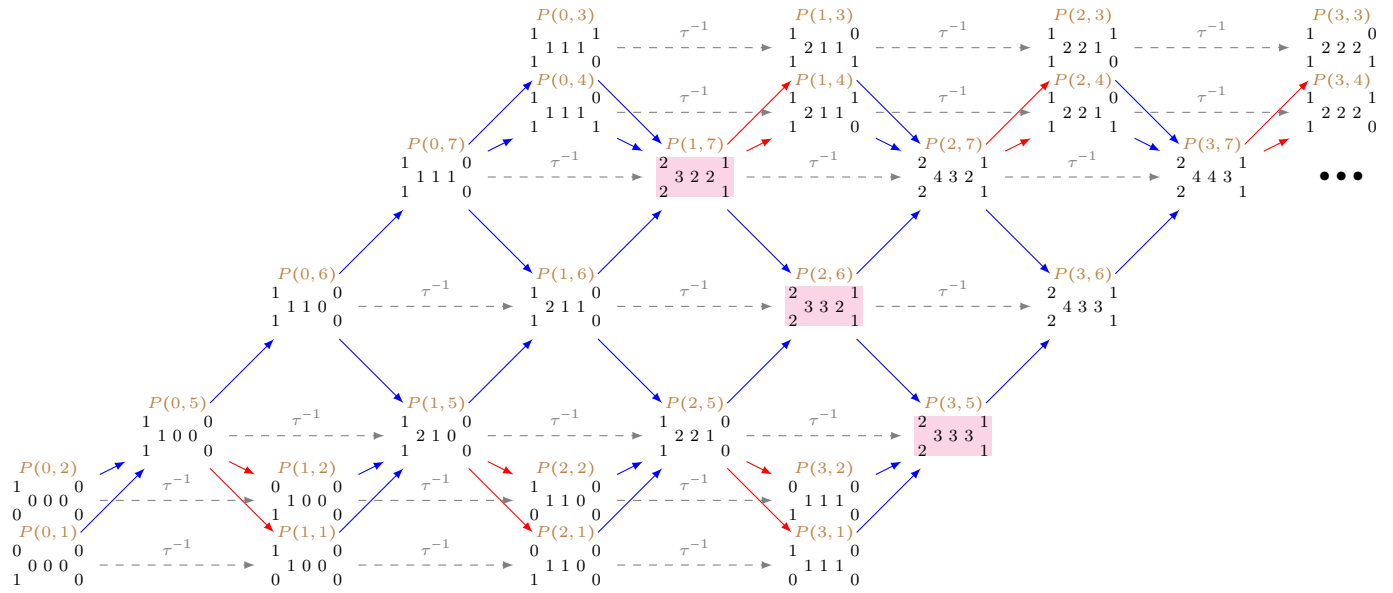 P(0,3) P(1,3) P(2,3) P(3,3)
1 1 τ⁻¹ 1 0 τ⁻¹ 1 1 τ⁻¹ 1 0
1 1 1 2 1 1 2 2 1 2 2 2
1 0 1 1 1 0 1 1
P(0,4) P(1,4) P(2,4) P(3,4)
1 0 τ⁻¹ 1 1 τ⁻¹ 1 0 τ⁻¹ 1 1
1 1 1 2 1 1 2 2 1 2 2 2
1 1 1 0 1 1 1 0
P(0,7) P(1,7) P(2,7) P(3,7)
1 0 τ⁻¹ 2 1 τ⁻¹ 2 1 τ⁻¹ 2 1
1 1 1 3 2 2 4 3 2 4 4 3 •••
1 0 2 1 2 1 2 1
P(0,6) P(1,6) P(2,6) P(3,6)
1 0 τ⁻¹ 1 0 τ⁻¹ 2 1 τ⁻¹ 2 1
1 1 0 2 1 1 3 3 2 4 3 3
1 0 1 0 2 1 2 1
P(0,5) P(1,5) P(2,5) P(3,5)
1 0 τ⁻¹ 1 0 τ⁻¹ 1 0 τ⁻¹ 2 1
1 0 0 2 1 0 2 2 1 3 3 3
1 0 1 0 1 0 2 1
P(0,2) P(1,2) P(2,2) P(3,2)
1 0 τ⁻¹ 0 0 τ⁻¹ 1 0 τ⁻¹ 0 0
0 0 0 1 0 0 1 1 0 1 1 1
0 0 1 0 0 0 1 0
P(0,1) P(1,1) P(2,1) P(3,1)
0 0 τ⁻¹ 1 0 τ⁻¹ 0 0 τ⁻¹ 1 0
0 0 0 1 0 0 1 1 0 1 1 1
1 0 0 0 1 0 0 0